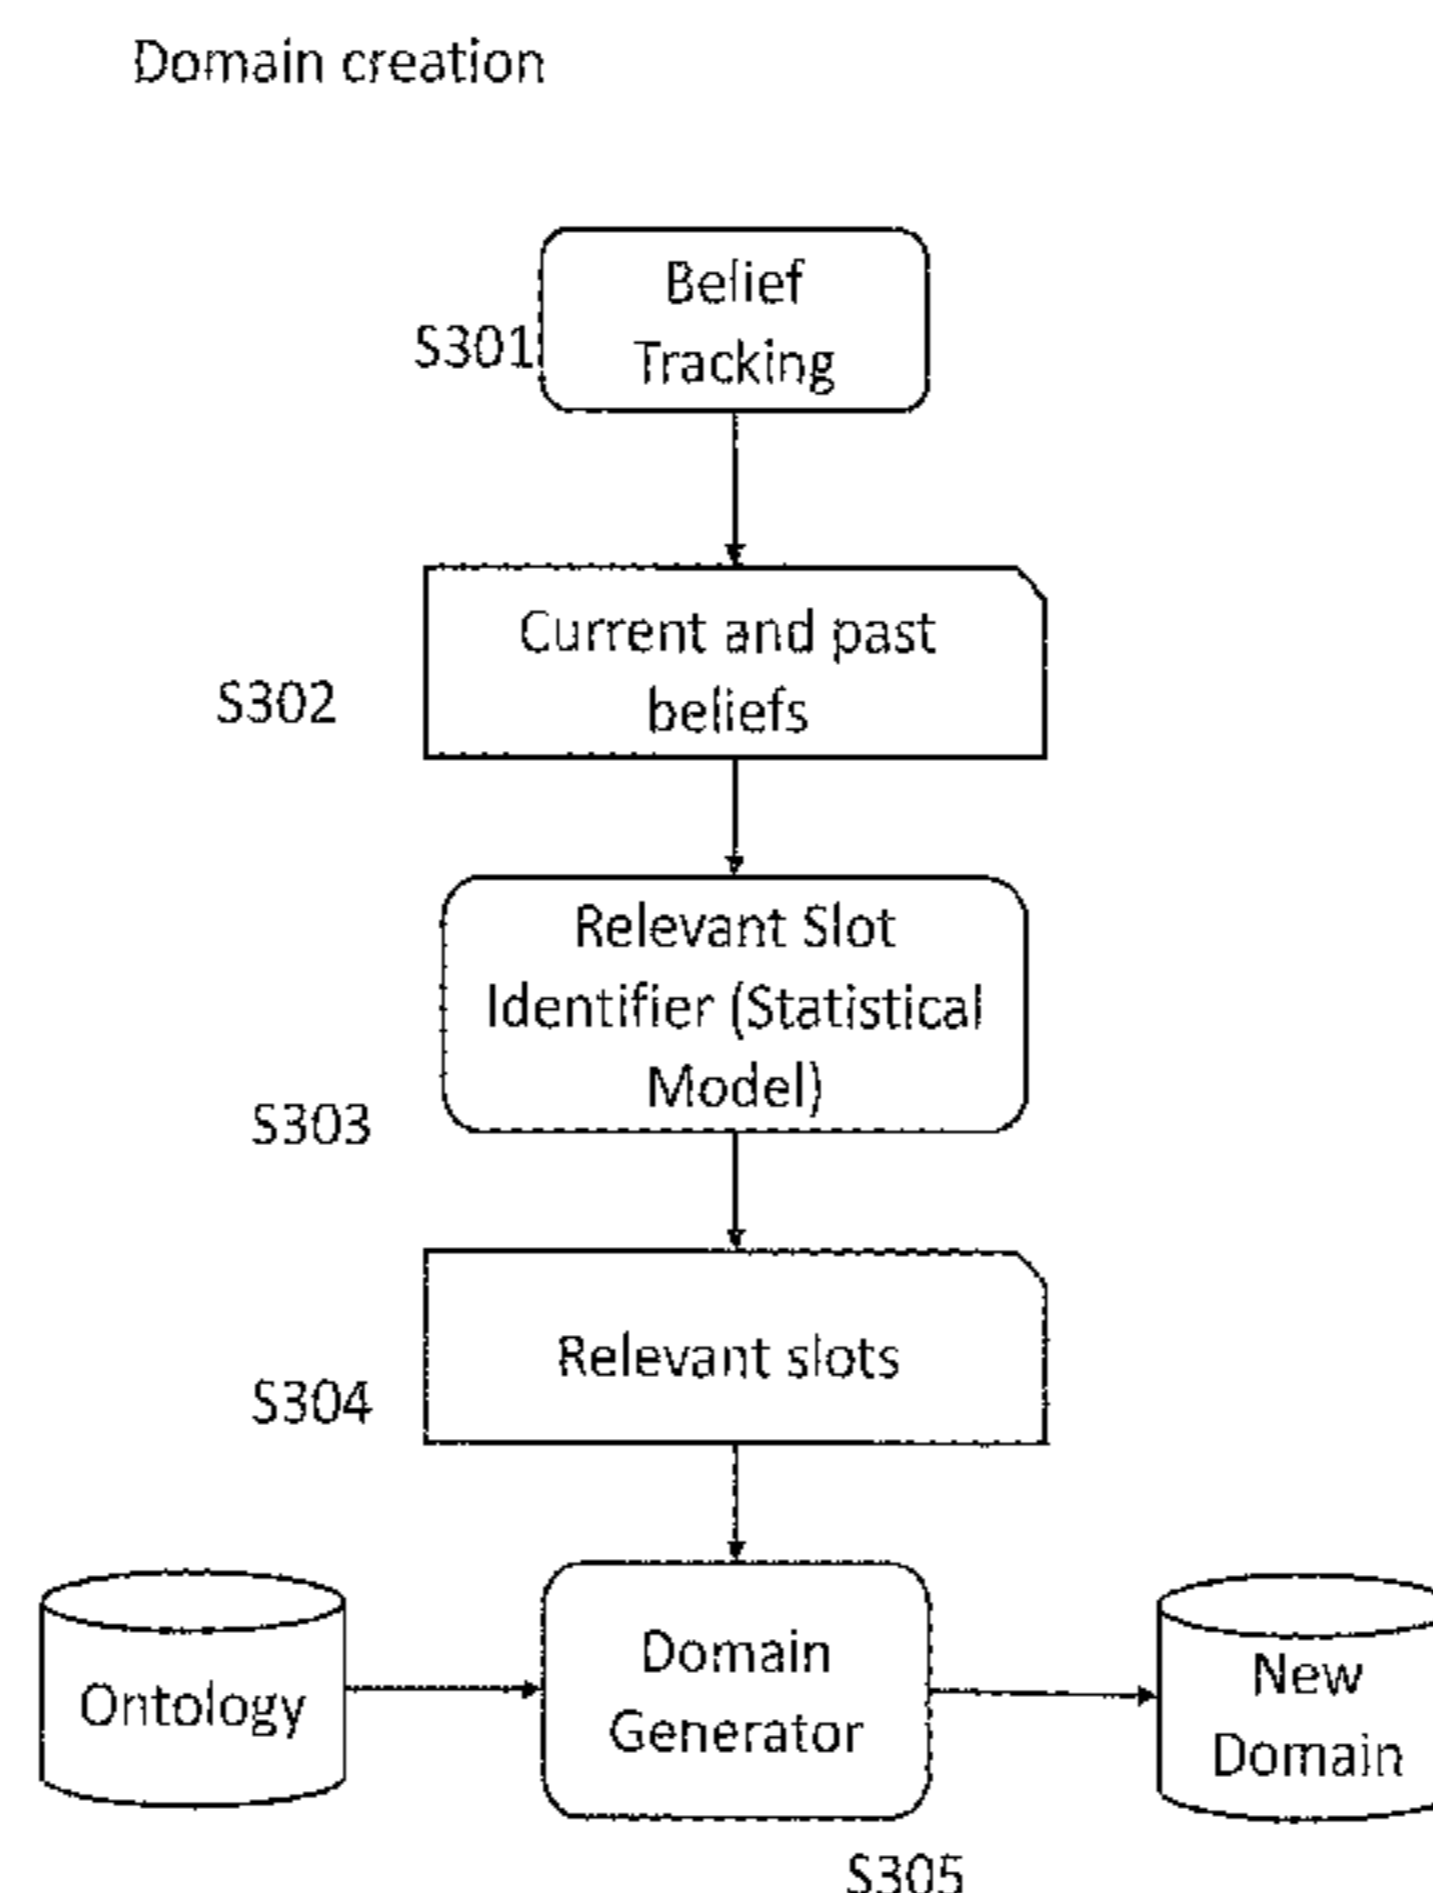 Domain creation
Belief
Tracking
S301
Current and past
beliefs
S302
Relevant Slot
Identifier (Statistical
Model)
S303
Relevant slots
S304
Ontology
Domain
Generator
New
Domain
S305